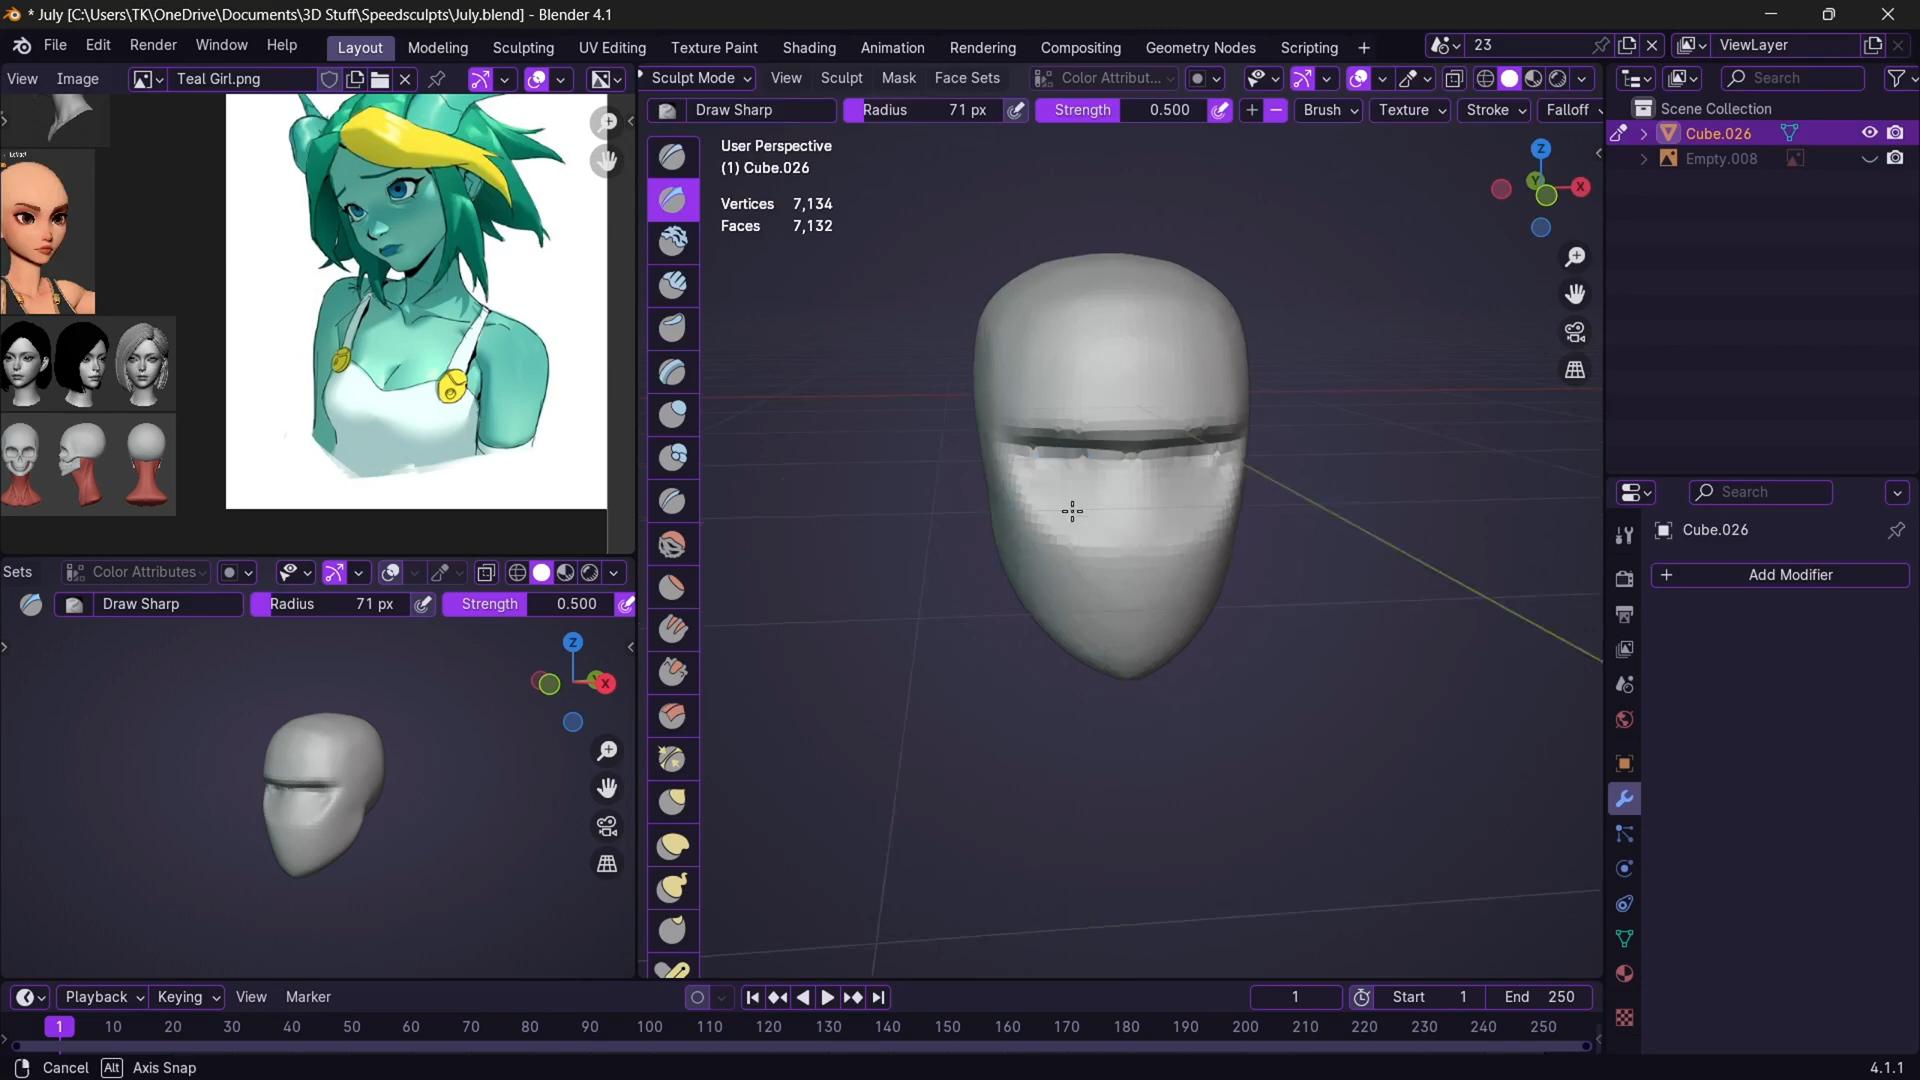 * July [C:\Users\TK\OneDrive\Documents\3D Stuff\Speedsculpts\July.blend] - Blender 4.1
File Edit Render Window Help Layout Modeling Sculpting UV Editing Texture Paint Shading Animation Rendering Compositing Geometry Nodes Scripting + 23 ViewLayer
View Image Teal Girl.png Sculpt Mode View Sculpt Mask Face Sets Color Attribut... Search
Draw Sharp Radius 71 px Strength 0.500 Brush Texture Stroke Falloff
Scene Collection
Cube.026
Empty.008
User Perspective
(1) Cube.026
Vertices 7,134
Faces 7,132
Z
Y
X
Search
Cube.026
Add Modifier
Sets Color Attributes
Draw Sharp Radius 71 px Strength 0.500
Z
Y
X
Playback Keying View Marker 1 Start 1 End 250
1 10 20 30 40 50 60 70 80 90 100 110 120 130 140 150 160 170 180 190 200 210 220 230 240 250
Cancel Alt Axis Snap 4.1.1